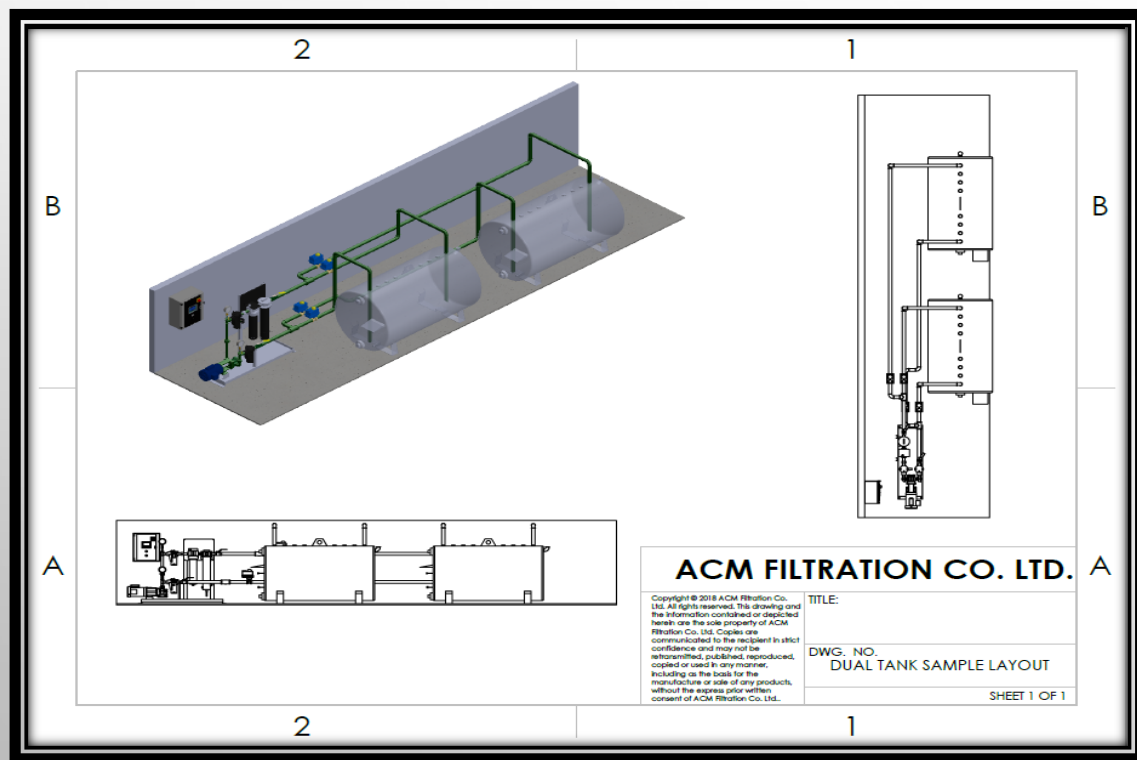 2 1
B B
A A
ACM FILTRATION CO. LTD.
Copyright © 2018 ACM Filtration Co.
Ltd. All rights reserved. This drawing and
the information contained or depicted
herein are the sole property of ACM
Filtration Co. Ltd. Copies are
communicated to the recipient in strict
confidence and may not be
retransmitted, published, reproduced,
copied or used in any manner,
including as the basis for the
manufacture or sale of any products,
without the express prior written
consent of ACM Filtration Co. Ltd..
TITLE:
DWG. NO.
DUAL TANK SAMPLE LAYOUT
SHEET 1 OF 1
2 1